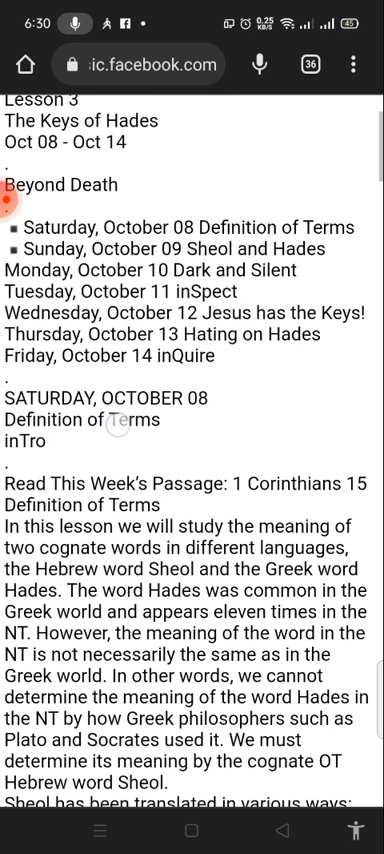 6:30
0.25
KB/S
45
sic.facebook.com
36
Lesson 3
The Keys of Hades
Oct 08 - Oct 14
.
Beyond Death
.
▪Saturday, October 08 Definition of Terms
▪Sunday, October 09 Sheol and Hades
Monday, October 10 Dark and Silent
Tuesday, October 11 inSpect
Wednesday, October 12 Jesus has the Keys!
Thursday, October 13 Hating on Hades
Friday, October 14 inQuire
.
SATURDAY, OCTOBER 08
Definition of Terms
inTro
.
Read This Week’s Passage: 1 Corinthians 15
Definition of Terms
In this lesson we will study the meaning of
two cognate words in different languages,
the Hebrew word Sheol and the Greek word
Hades. The word Hades was common in the
Greek world and appears eleven times in the
NT. However, the meaning of the word in the
NT is not necessarily the same as in the
Greek world. In other words, we cannot
determine the meaning of the word Hades in
the NT by how Greek philosophers such as
Plato and Socrates used it. We must
determine its meaning by the cognate OT
Hebrew word Sheol.
Sheol has been translated in various ways: